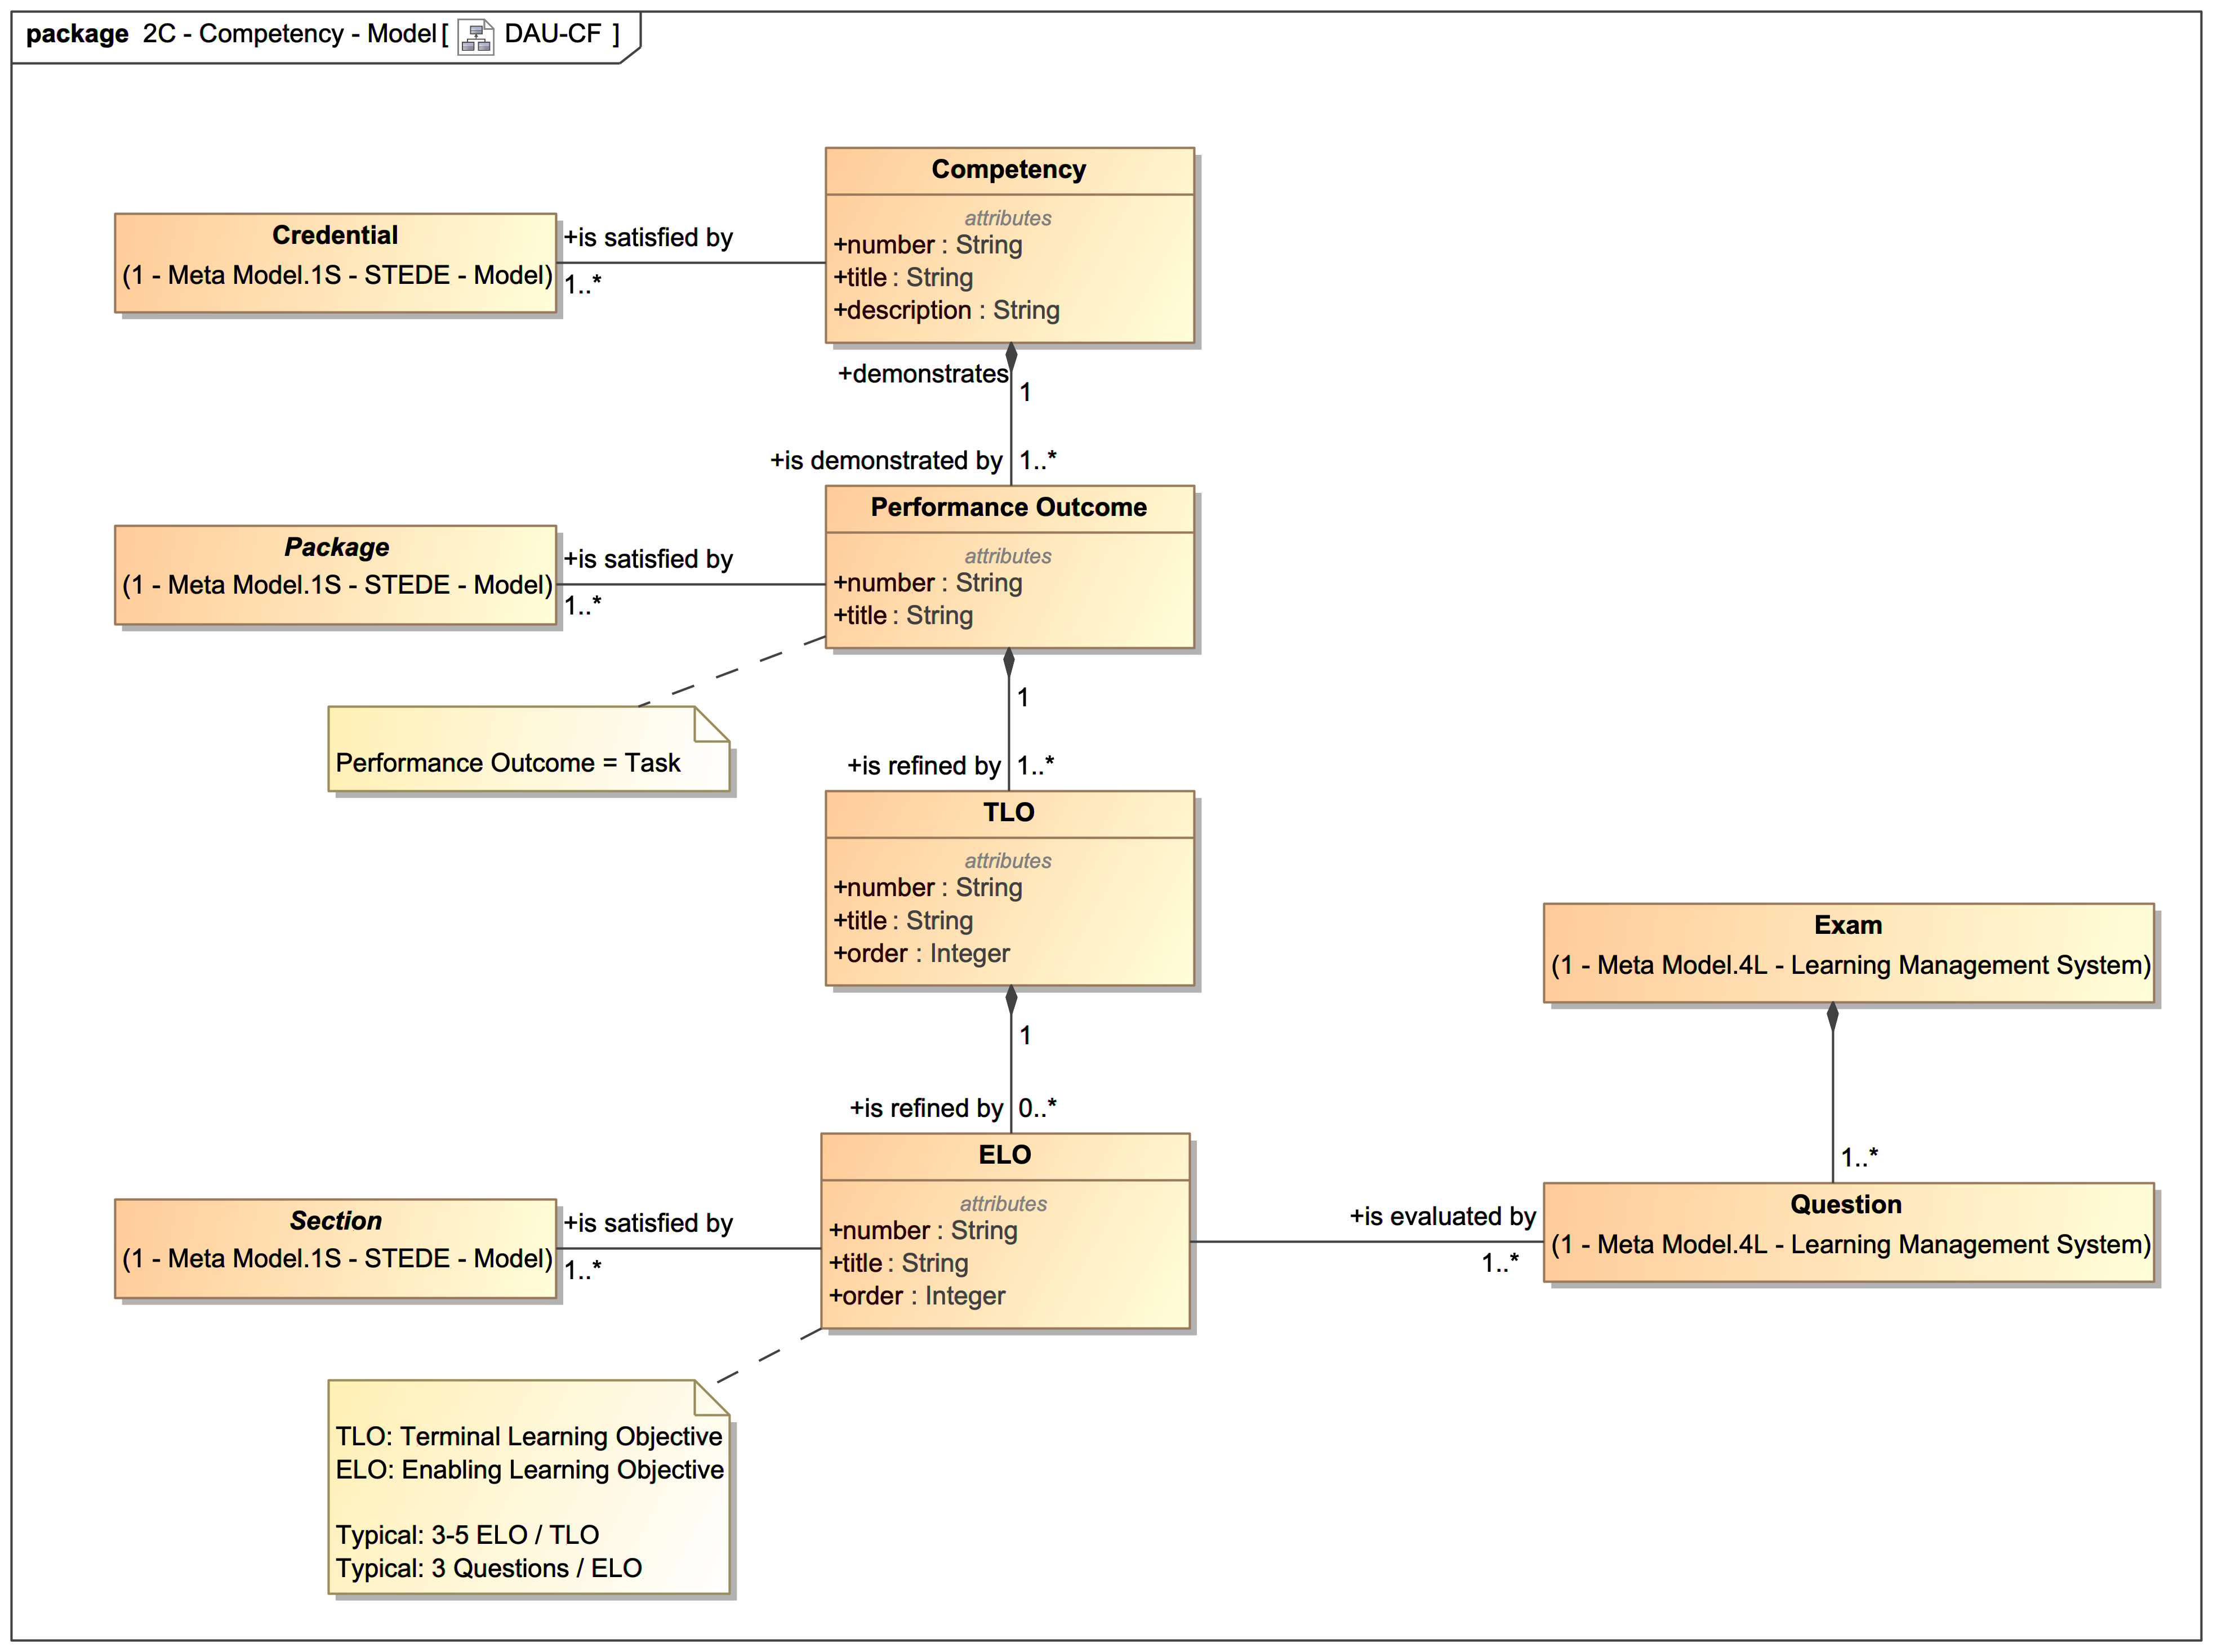 package 2C - Competency - Model [ DAU-CF ]
Competency
attributes
+number : String
+title : String
+description : String
Credential
(1 - Meta Model.1S - STEDE - Model)
+is satisfied by
1..*
+demonstrates
1
+is demonstrated by
1..*
Performance Outcome
attributes
+number : String
+title : String
Package
(1 - Meta Model.1S - STEDE - Model)
+is satisfied by
1..*
Performance Outcome = Task
1
+is refined by
1..*
TLO
attributes
+number : String
+title : String
+order : Integer
Exam
(1 - Meta Model.4L - Learning Management System)
1
+is refined by
0..*
1..*
ELO
attributes
+number : String
+title : String
+order : Integer
Section
(1 - Meta Model.1S - STEDE - Model)
+is satisfied by
1..*
+is evaluated by
1..*
Question
(1 - Meta Model.4L - Learning Management System)
TLO: Terminal Learning Objective
ELO: Enabling Learning Objective
Typical: 3-5 ELO / TLO
Typical: 3 Questions / ELO